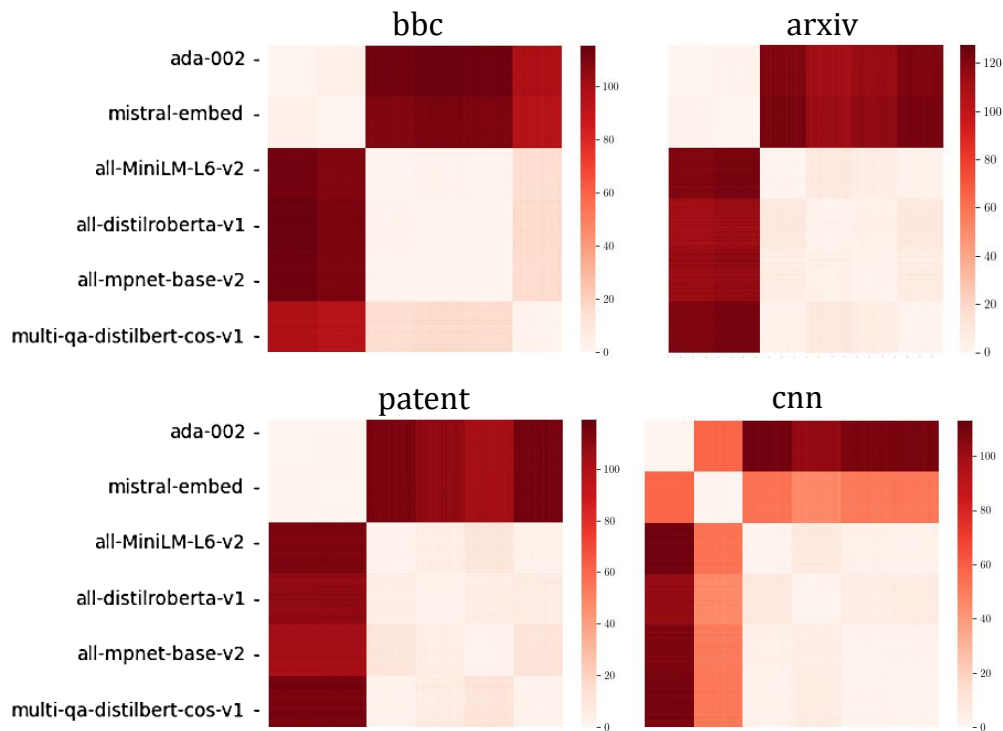 bbc
arxiv
ada-002 -
mistral-embed -
all-MiniLM-L6-v2 -
all-distilroberta-v1 -
all-mpnet-base-v2 -
multi-qa-distilbert-cos-v1 -
100
80
60
40
20
0
120
100
80
60
40
20
0
patent
cnn
ada-002 -
mistral-embed -
all-MiniLM-L6-v2 -
all-distilroberta-v1 -
all-mpnet-base-v2 -
multi-qa-distilbert-cos-v1 -
100
80
60
40
20
0
100
80
60
40
20
0